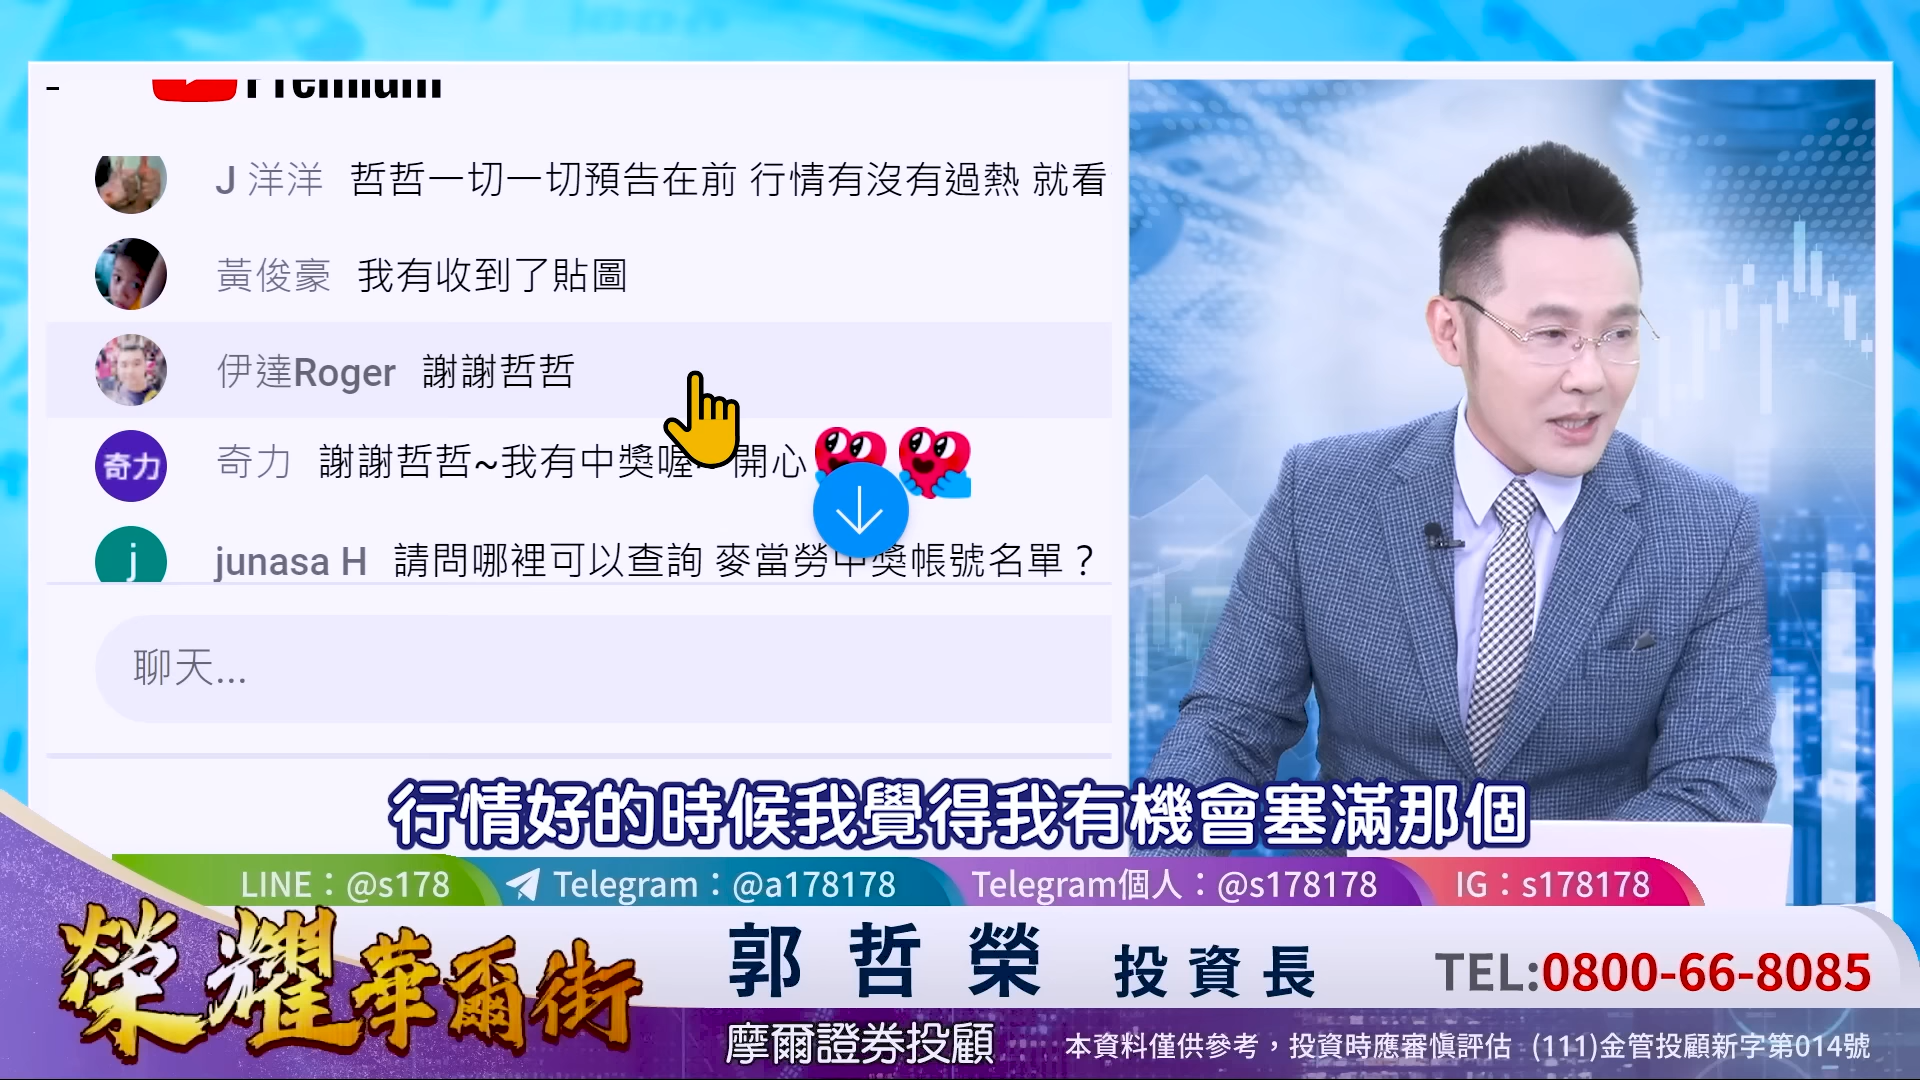 Premium
J 洋洋 哲哲一切一切預告在前 行情有沒有過熱 就看
黃俊豪 我有收到了貼圖
伊達Roger 謝謝哲哲
奇力 奇力 謝謝哲哲~我有中獎喔~ 開心
j junasa H 請問哪裡可以查詢 麥當勞中獎帳號名單？
聊天...
行情好的時候我覺得我有機會塞滿那個
LINE：@s178 Telegram：@a178178 Telegram個人：@s178178 IG：s178178
榮耀華爾街
郭哲榮 投資長 TEL:0800-66-8085
摩爾證券投顧 本資料僅供參考，投資時應審慎評估 (111)金管投顧新字第014號